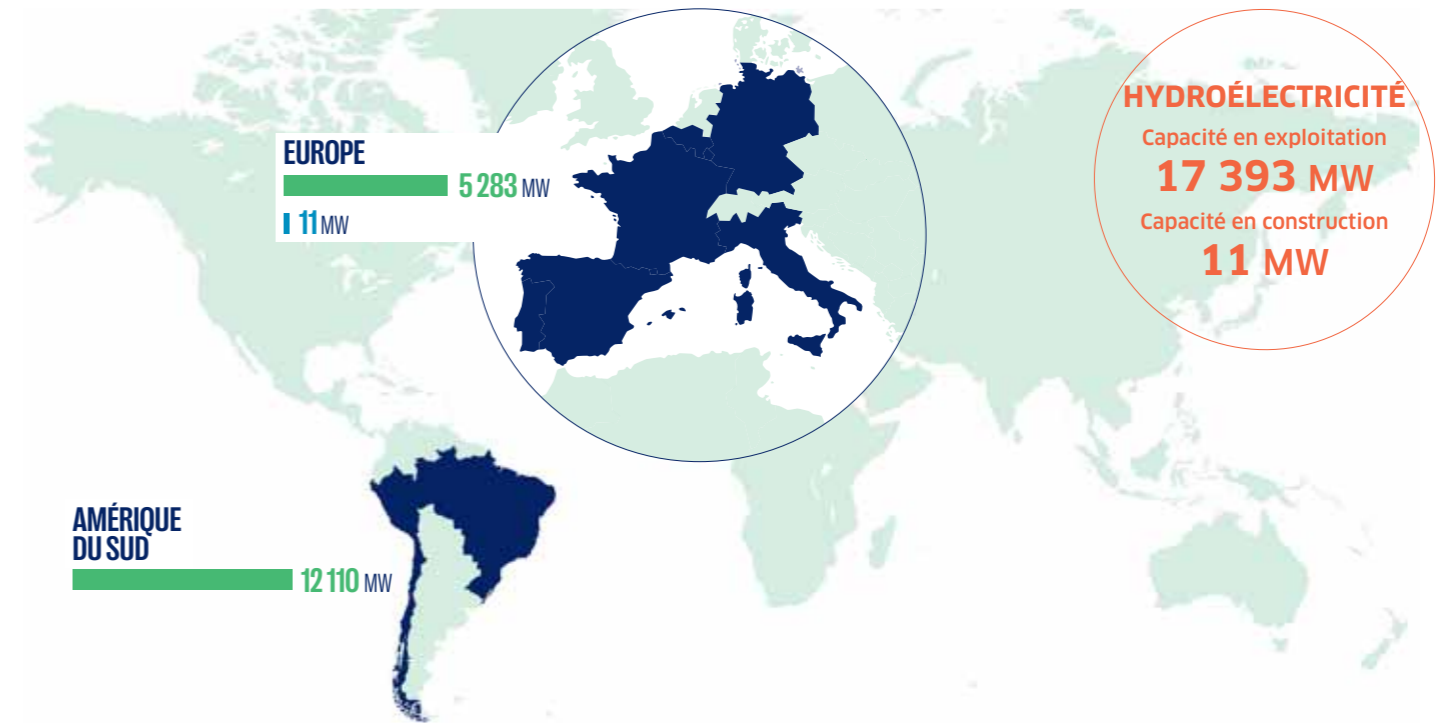 HYDROÉLECTRICITÉ
Capacité en exploitation
17 393 MW
Capacité en construction
11 MW
EUROPE
5 283 MW
11 MW
AMÉRIQUE
DU SUD
12 110 MW